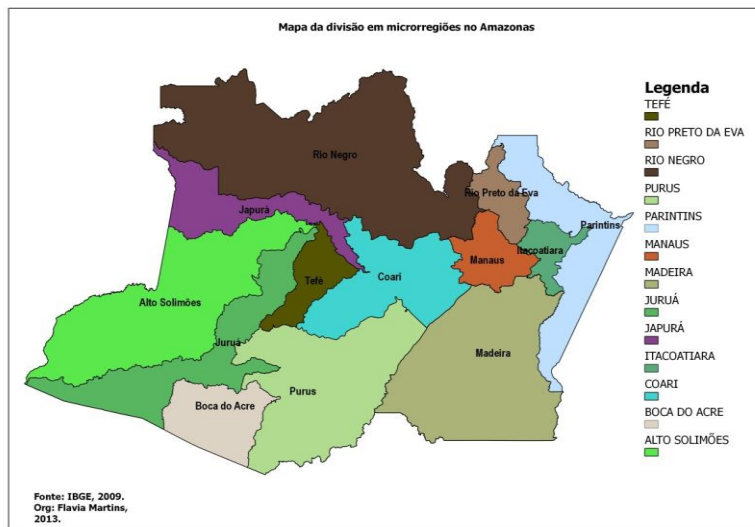 Mapa da divisão em microrregiões no Amazonas
Rio Negro
Rio Preto da Eva
Japurá
Parintins
Itacoatiara
Manaus
Tefé
Coari
Alto Solimões
Juruá
Madeira
Purus
Boca do Acre
Legenda
TEFÉ
RIO PRETO DA EVA
RIO NEGRO
PURUS
PARINTINS
MANAUS
MADEIRA
JURUÁ
JAPURÁ
ITACOATIARA
COARI
BOCA DO ACRE
ALTO SOLIMÕES
Fonte: IBGE, 2009.
Org: Flavia Martins,
2013.